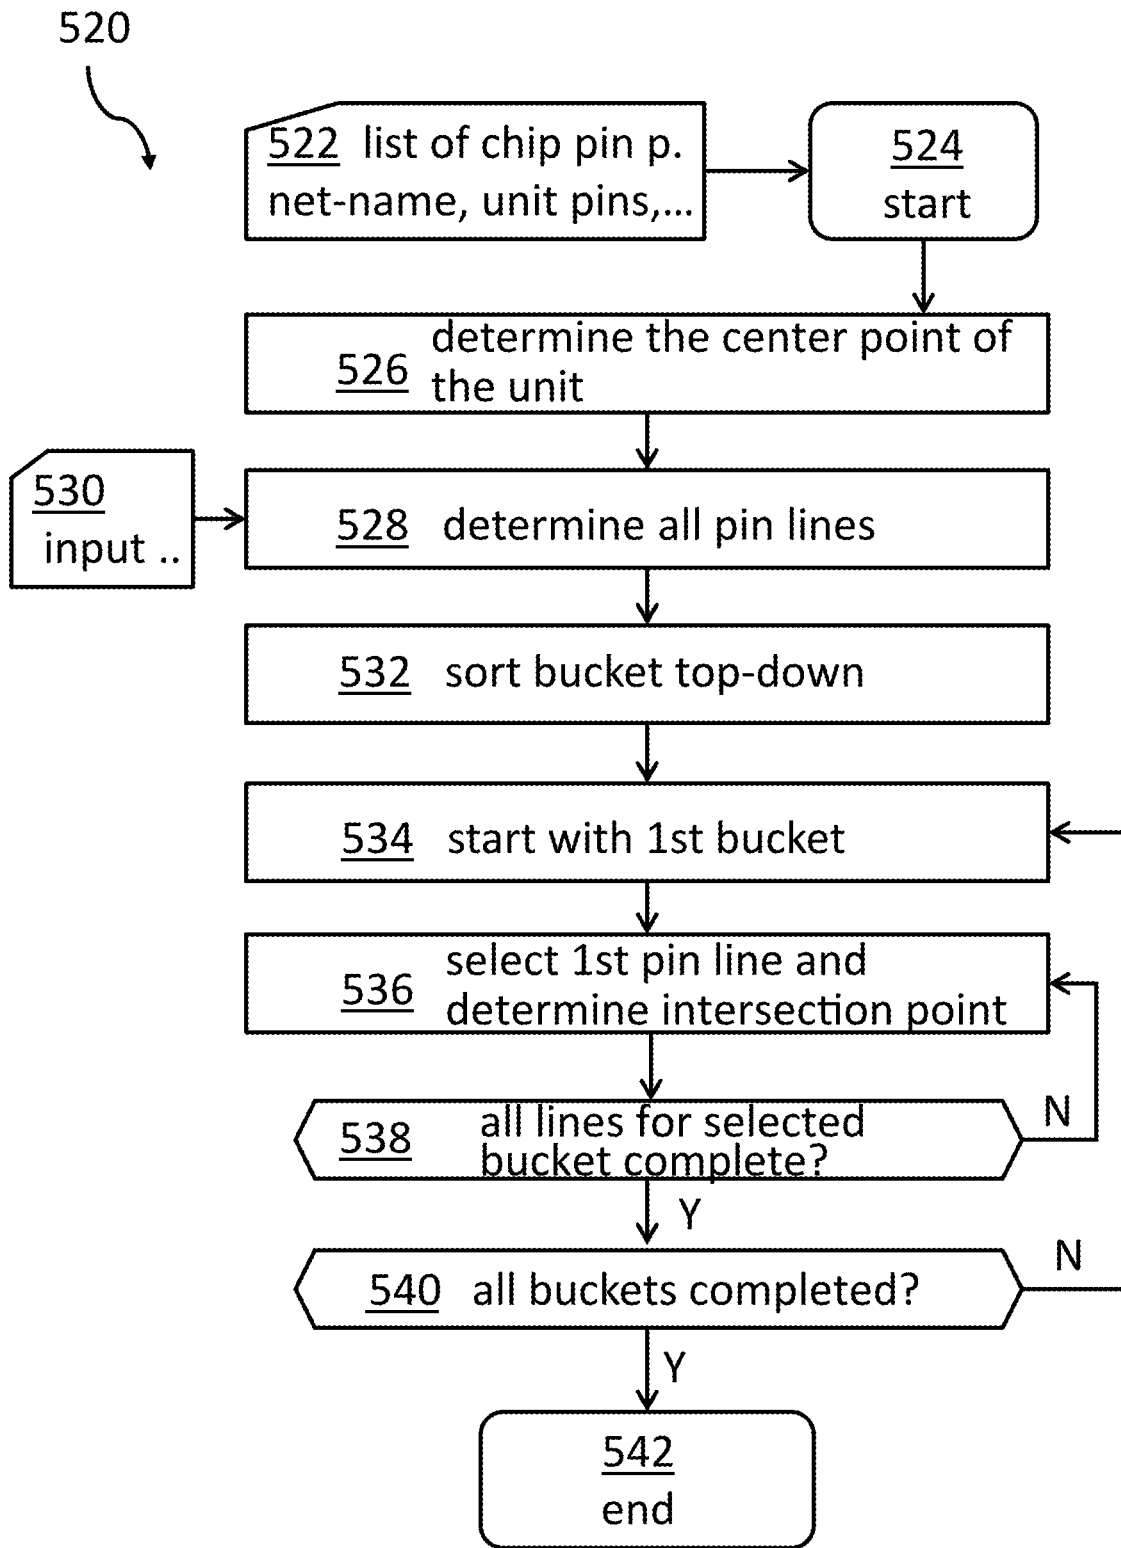 520
522 list of chip pin p.
net-name, unit pins,...
524
start
determine the center point of
526 the unit
530
input ..
528 determine all pin lines
532 sort bucket top-down
534 start with 1st bucket
select 1st pin line and
536 determine intersection point
all lines for selected
538 bucket complete?
N
Y
540 all buckets completed?
N
Y
542
end